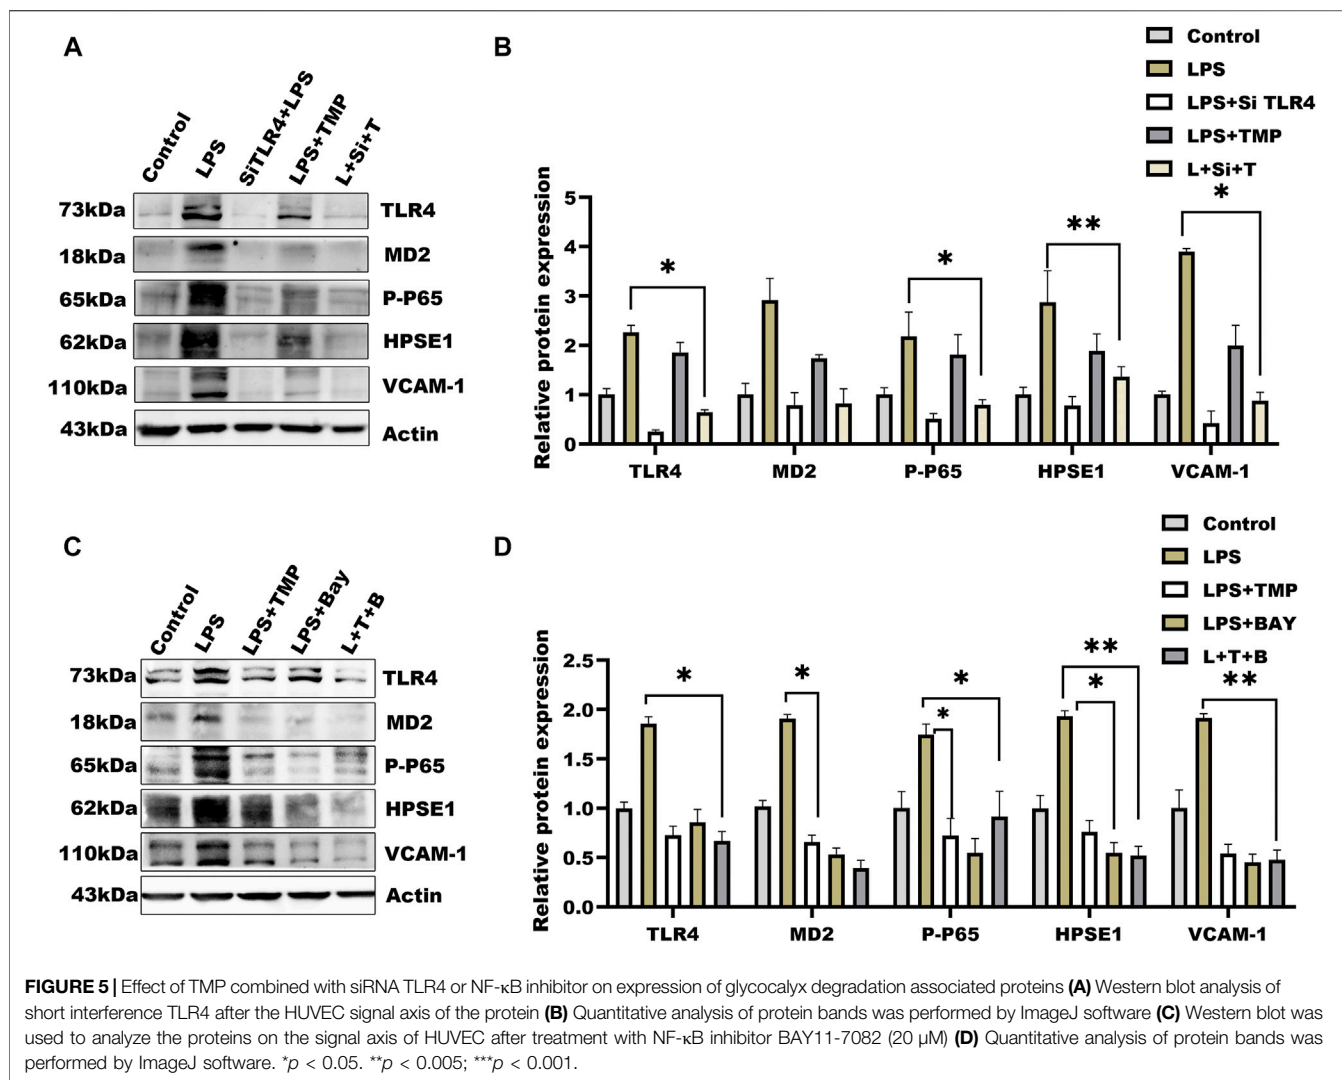 A
Control
LPS
SiTLR4+LPS
LPS+TMP
L+Si+T
73kDa TLR4
18kDa MD2
65kDa P-P65
62kDa HPSE1
110kDa VCAM-1
43kDa Actin
B
Control
LPS
LPS+Si TLR4
LPS+TMP
L+Si+T
Relative protein expression
5
4
3
2
1
0
* * ** *
TLR4 MD2 P-P65 HPSE1 VCAM-1
C
Control
LPS
LPS+TMP
LPS+Bay
L+T+B
73kDa TLR4
18kDa MD2
65kDa P-P65
62kDa HPSE1
110kDa VCAM-1
43kDa Actin
D
Control
LPS
LPS+TMP
LPS+BAY
L+T+B
Relative protein expression
2.5
2.0
1.5
1.0
0.5
0.0
* * * * ** * **
TLR4 MD2 P-P65 HPSE1 VCAM-1
FIGURE 5 | Effect of TMP combined with siRNA TLR4 or NF-κB inhibitor on expression of glycocalyx degradation associated proteins (A) Western blot analysis of
short interference TLR4 after the HUVEC signal axis of the protein (B) Quantitative analysis of protein bands was performed by ImageJ software (C) Western blot was
used to analyze the proteins on the signal axis of HUVEC after treatment with NF-κB inhibitor BAY11-7082 (20 μM) (D) Quantitative analysis of protein bands was
performed by ImageJ software. *p < 0.05. **p < 0.005; ***p < 0.001.